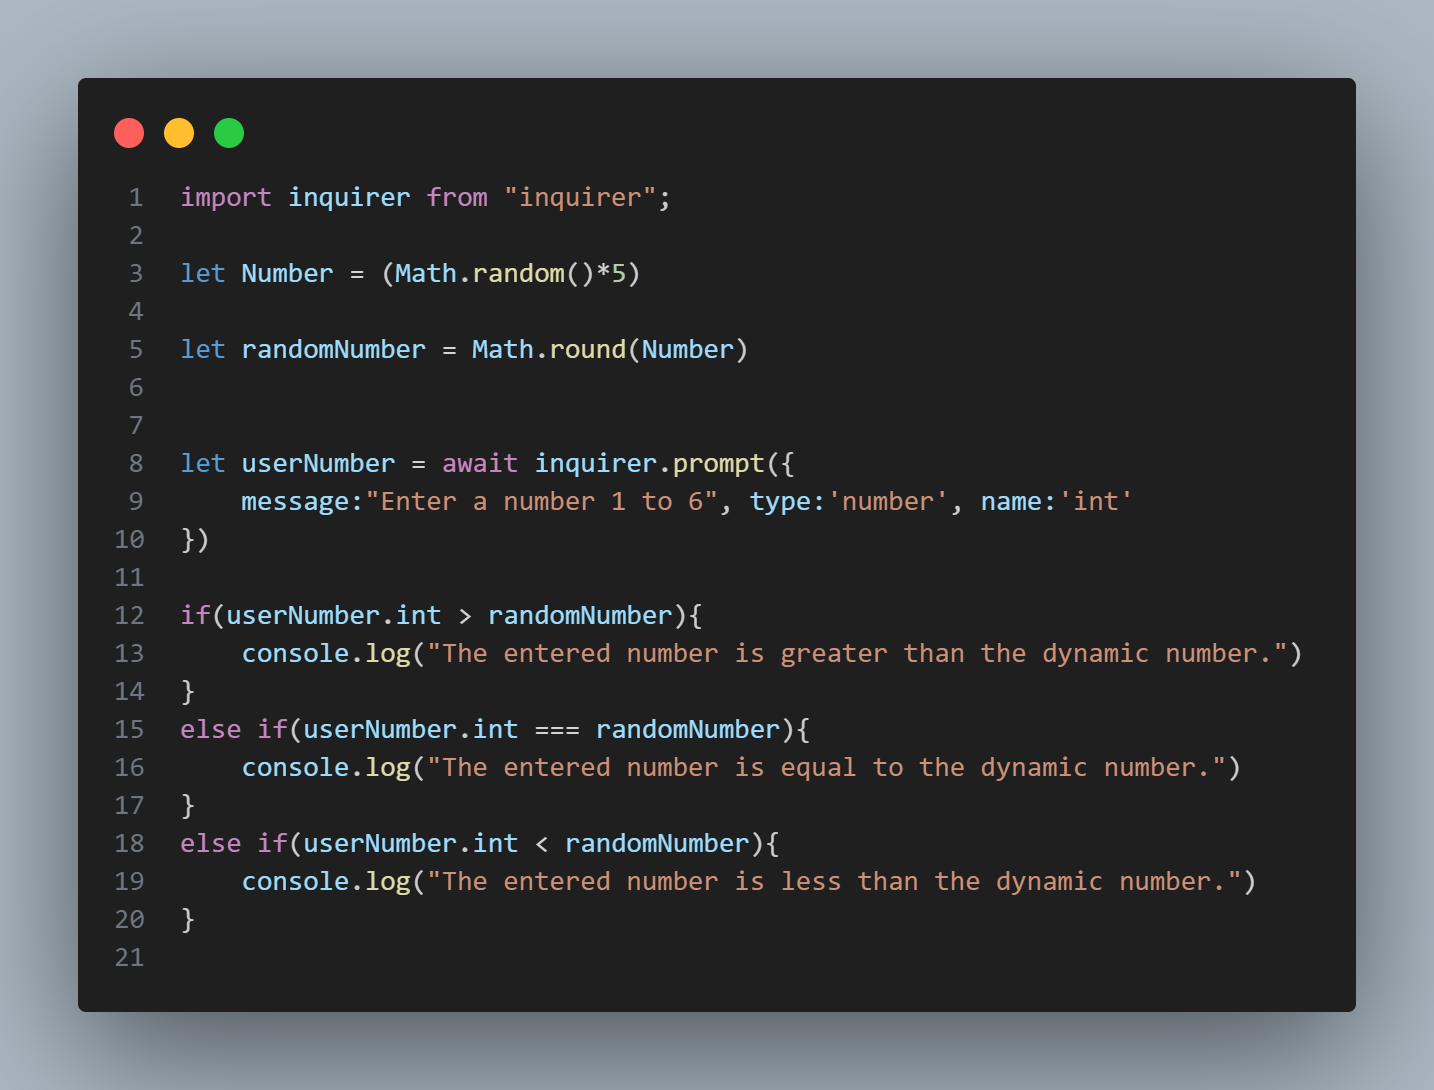 1 import inquirer from "inquirer";
2
3 let Number = (Math.random()*5)
4
5 let randomNumber = Math.round(Number)
6
7
8 let userNumber = await inquirer.prompt({
9     message:"Enter a number 1 to 6", type:'number', name:'int'
10 })
11
12 if(userNumber.int > randomNumber){
13     console.log("The entered number is greater than the dynamic number.")
14 }
15 else if(userNumber.int === randomNumber){
16     console.log("The entered number is equal to the dynamic number.")
17 }
18 else if(userNumber.int < randomNumber){
19     console.log("The entered number is less than the dynamic number.")
20 }
21